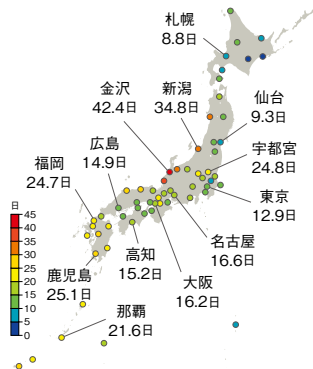 札幌
8.8日
金沢
42.4日
新潟
34.8日
仙台
9.3日
広島
14.9日
宇都宮
24.8日
福岡
24.7日
東京
12.9日
名古屋
16.6日
高知
15.2日
大阪
16.2日
鹿児島
25.1日
那覇
21.6日
日
45
40
35
30
25
20
15
10
5
0